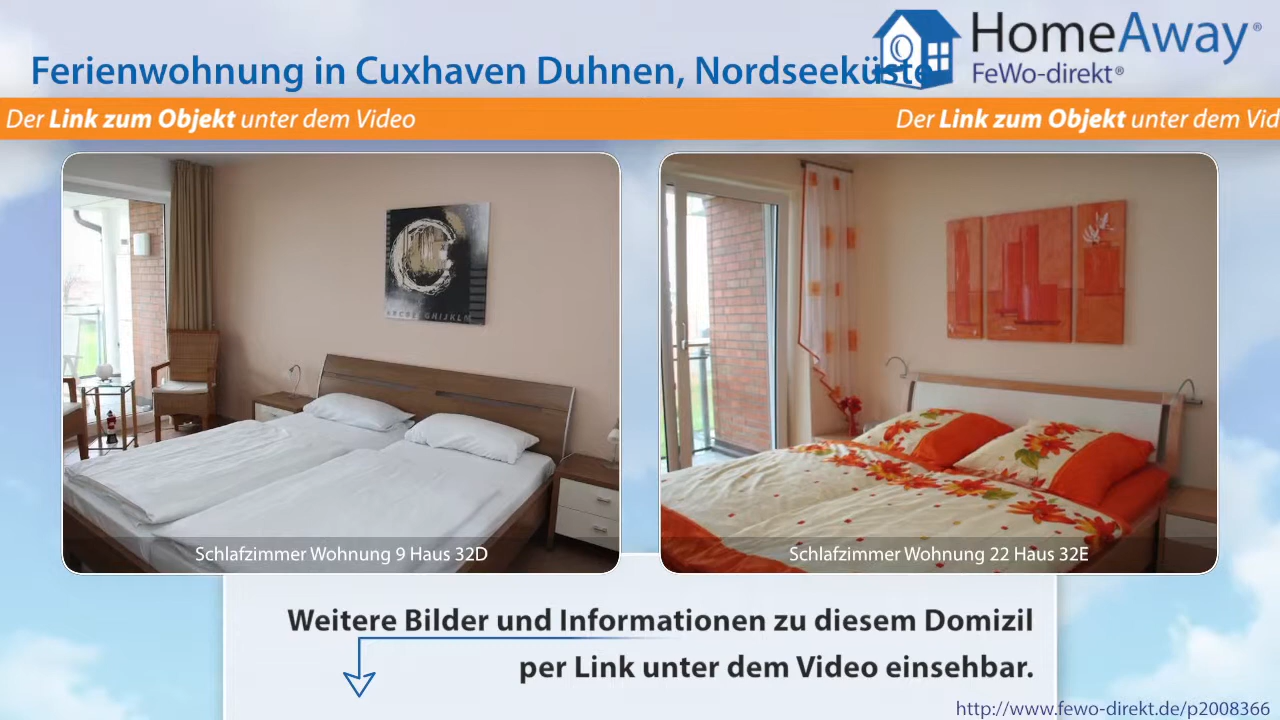 HomeAway®
FeWo-direkt®
Ferienwohnung in Cuxhaven Duhnen, Nordseeküste
Der Link zum Objekt unter dem Video
Der Link zum Objekt unter dem Vid
ABCDEFGHIJKLM
Schlafzimmer Wohnung 9 Haus 32D
Schlafzimmer Wohnung 22 Haus 32E
Weitere Bilder und Informationen zu diesem Domizil
per Link unter dem Video einsehbar.
http://www.fewo-direkt.de/p2008366